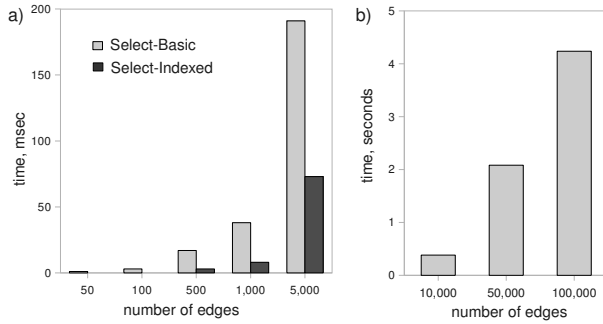 a)
200
150
100
50
0
time, msec
Select-Basic
Select-Indexed
50 100 500 1,000 5,000
number of edges
b)
5
4
3
2
1
0
time, seconds
10,000 50,000 100,000
number of edges